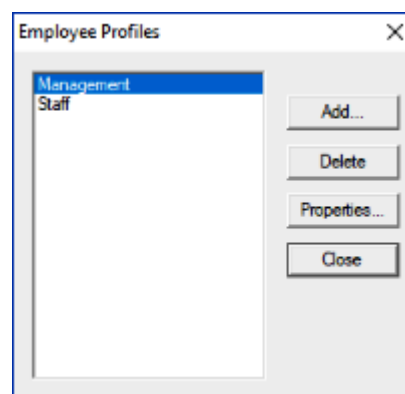 Employee Profiles
Management
Staff
Add...
Delete
Properties...
Close